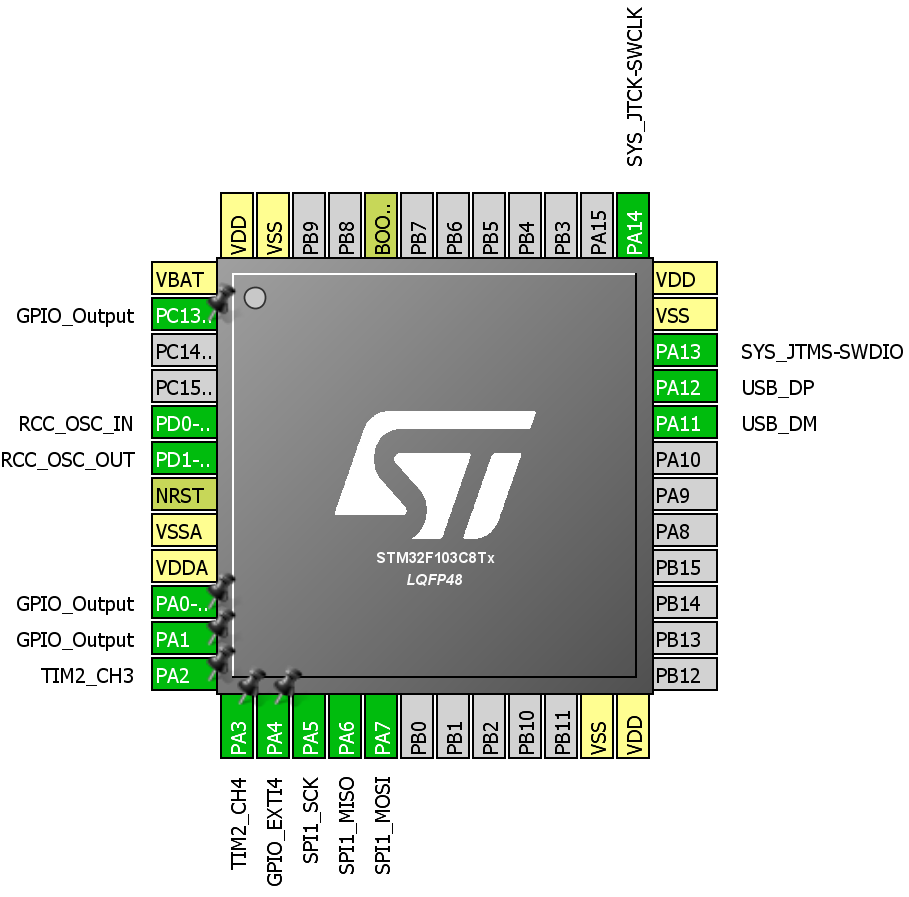 SYS_JTCK-SWCLK
VDD
VSS
PB9
PB8
BOO..
PB7
PB6
PB5
PB4
PB3
PA15
PA14
VBAT
VDD
GPIO_Output PC13..
VSS
PC14..
PA13 SYS_JTMS-SWDIO
PC15..
PA12 USB_DP
RCC_OSC_IN PD0-..
PA11 USB_DM
RCC_OSC_OUT PD1-..
PA10
NRST
PA9
VSSA
PA8
STM32F103C8Tx
LQFP48
VDDA
PB15
GPIO_Output PA0-..
PB14
GPIO_Output PA1
PB13
TIM2_CH3 PA2
PB12
PA3
PA4
PA5
PA6
PA7
PB0
PB1
PB2
PB10
PB11
VSS
VDD
TIM2_CH4
GPIO_EXTI4
SPI1_SCK
SPI1_MISO
SPI1_MOSI